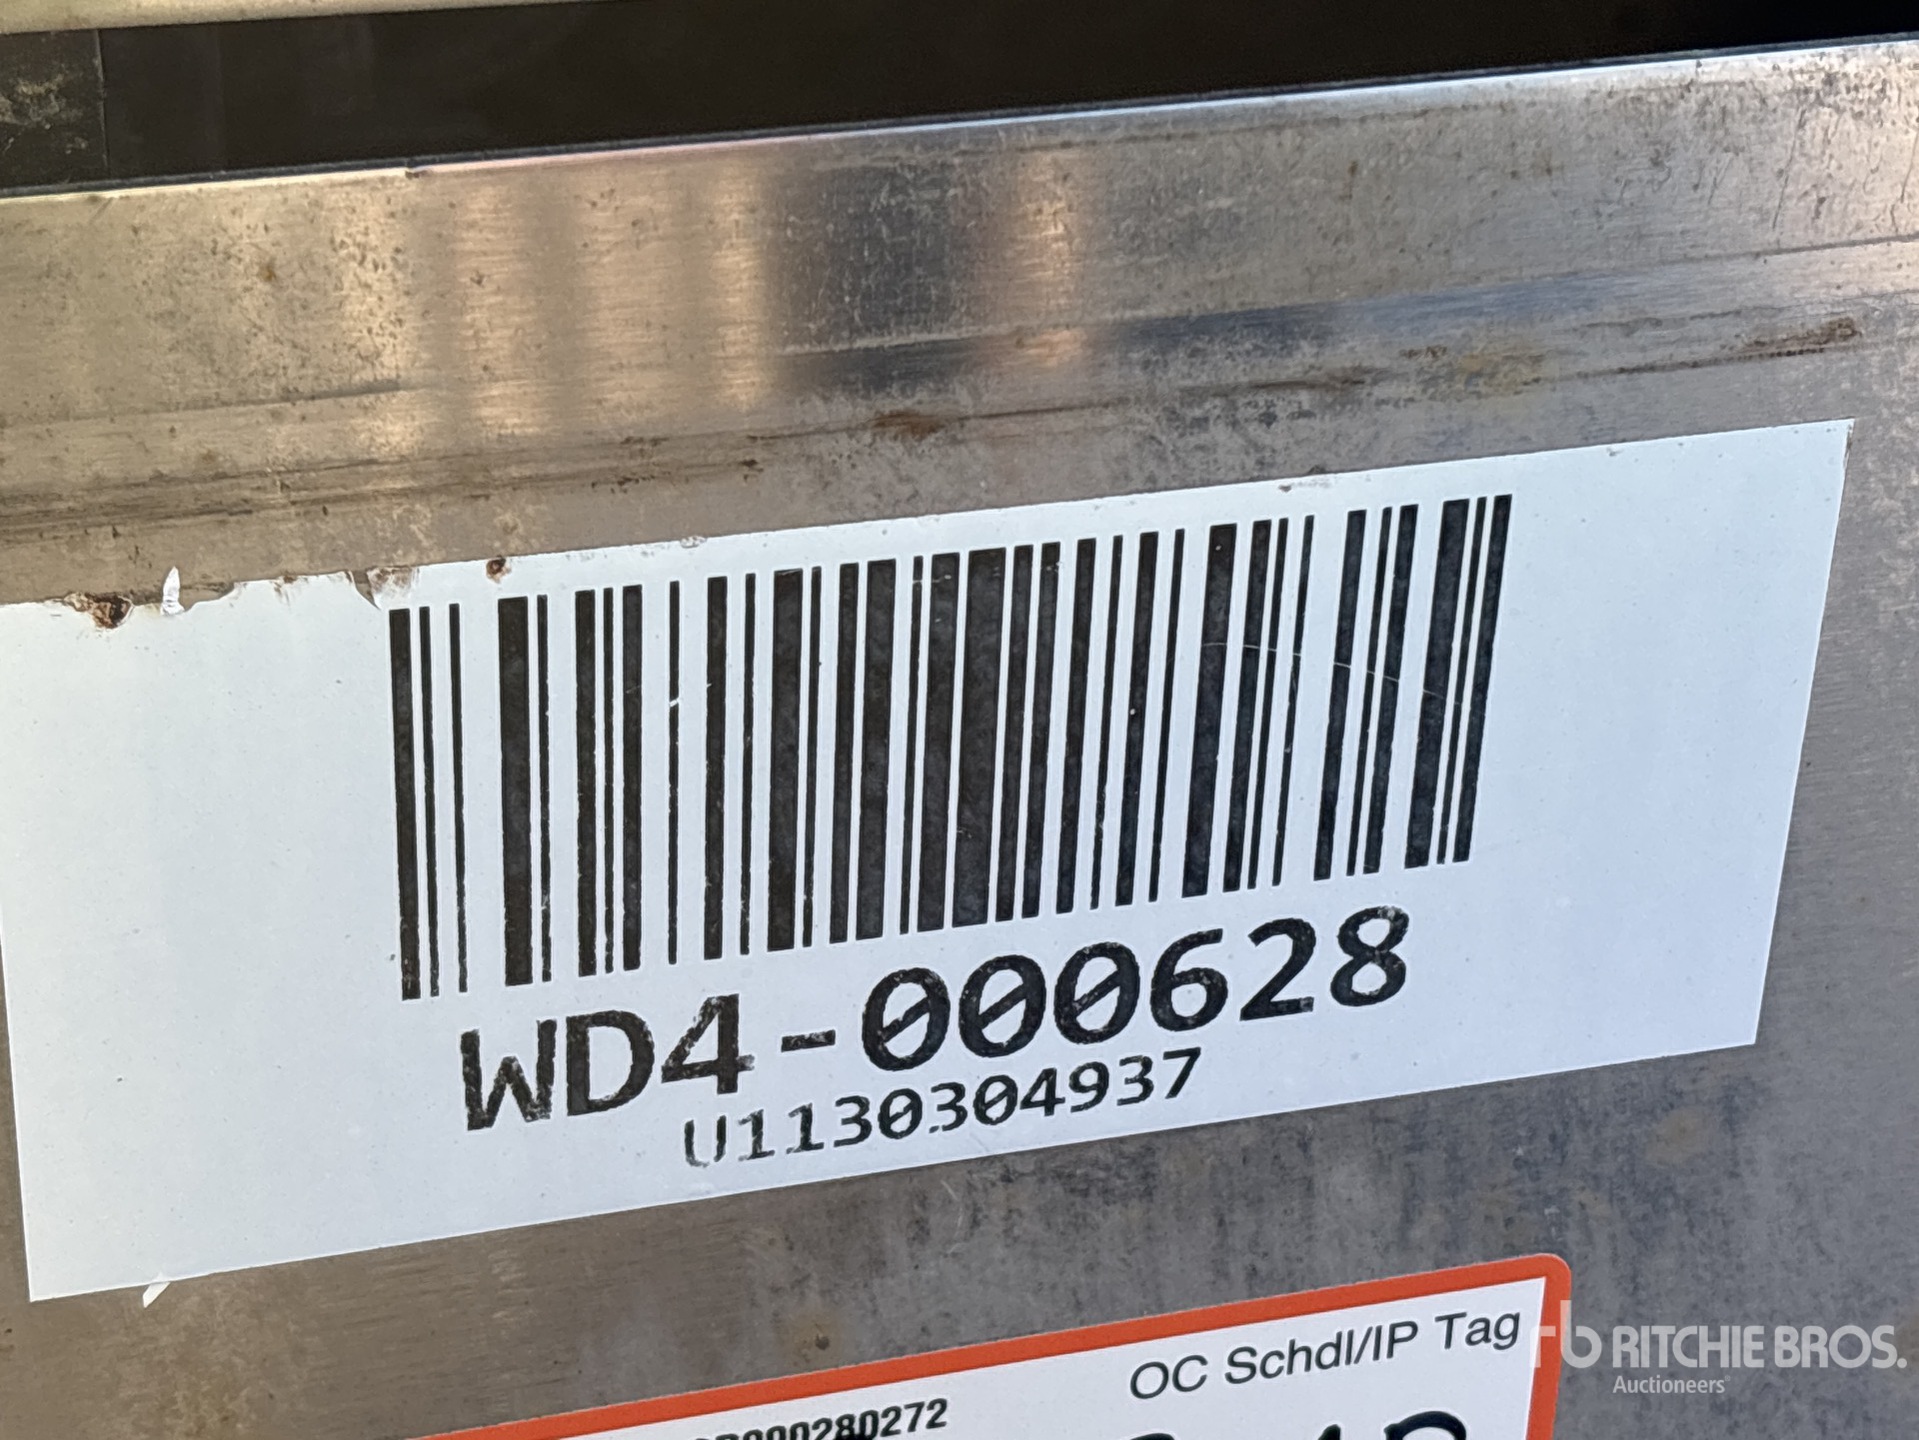 WD4-000628
U1130304937
OC Schdl/IP Tag
RITCHIE BROS.
Auctioneers